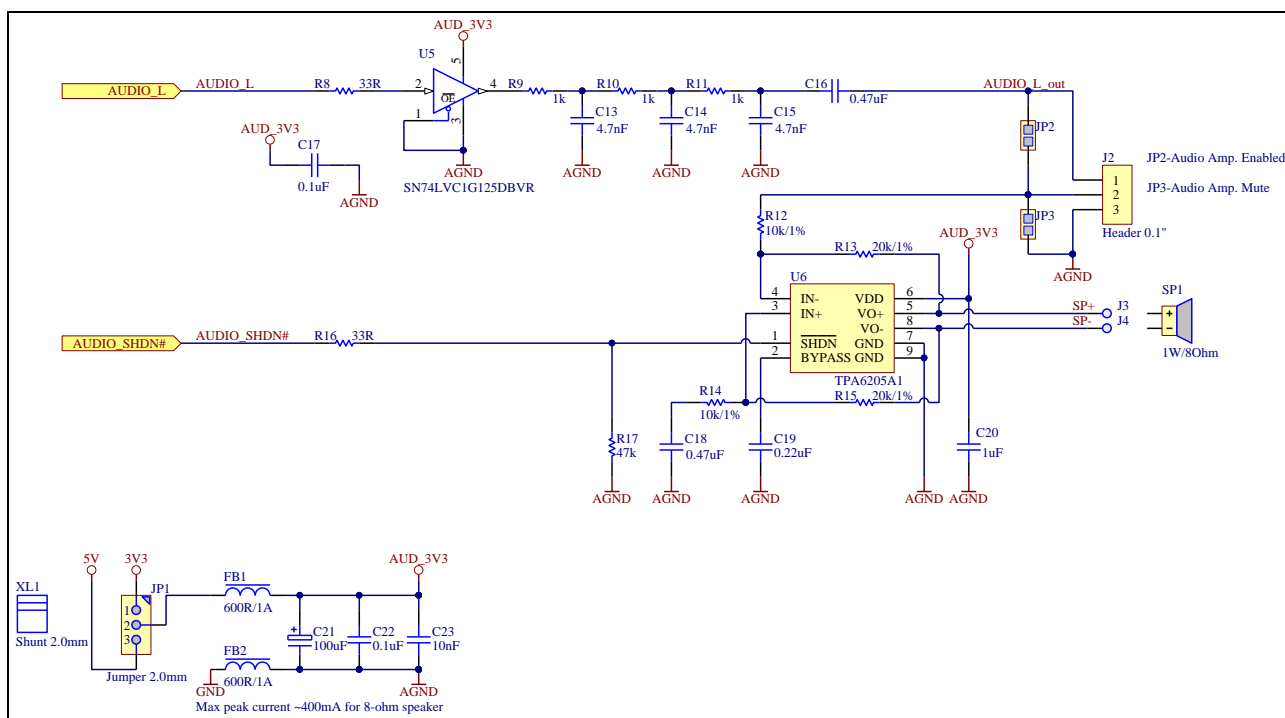 AUD_3V3
U5
5
AUDIO_L
AUDIO_L
R8
33R
2
OE
4
1
3
R9
1k
R10
1k
R11
1k
C13
4.7nF
C14
4.7nF
C15
4.7nF
C16
0.47uF
AUDIO_L_out
AGND
SN74LVC1G125DBVR
AGND
AGND
AGND
AUD_3V3
C17
0.1uF
AGND
JP2
JP3
J2
1
2
3
Header 0.1"
AGND
JP2-Audio Amp. Enabled
JP3-Audio Amp. Mute
R12
10k/1%
R13
20k/1%
AUD_3V3
U6
4
IN-
3
IN+
1
SHDN
2
BYPASS
VDD
6
VO+
5
VO-
8
GND
7
GND
9
TPA6205A1
SP+
J3
SP-
J4
SP1
1W/8Ohm
AUDIO_SHDN#
AUDIO_SHDN#
R16
33R
R14
10k/1%
R15
20k/1%
R17
47k
C18
0.47uF
C19
0.22uF
C20
1uF
AGND
AGND
AGND
AGND
AGND
5V
3V3
XL1
Shunt 2.0mm
JP1
1
2
3
Jumper 2.0mm
FB1
600R/1A
FB2
600R/1A
GND
AUD_3V3
C21
100uF
C22
0.1uF
C23
10nF
AGND
Max peak current ~400mA for 8-ohm speaker